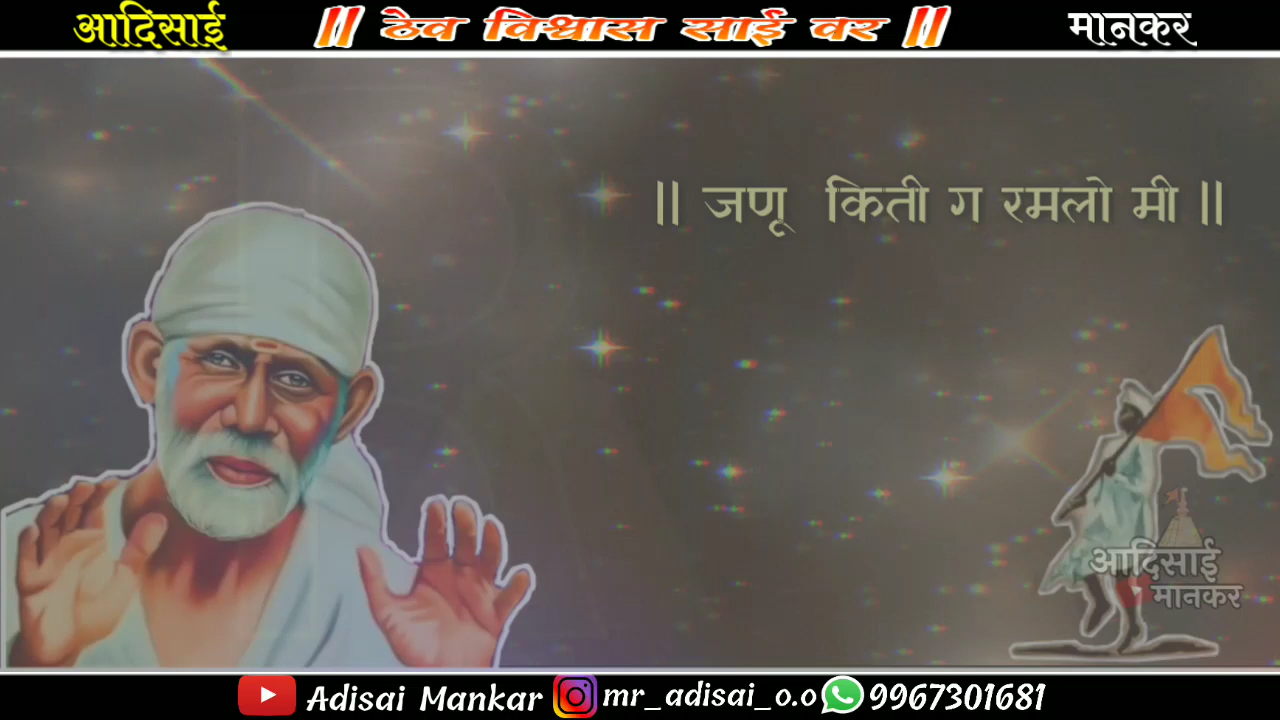 आदिसाई || ठेव विश्वास साई वर || मानकर
|| जणू किती ग रमलो मी ||
आदिसाई
मानकर
Adisai Mankar mr_adisai_o.o 9967301681